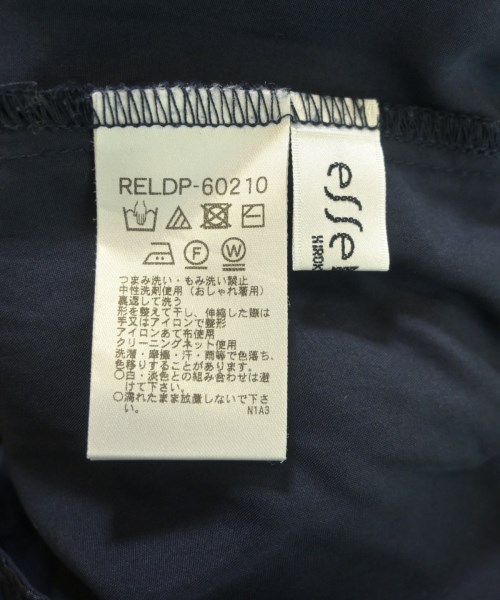 RELDP-60210
F W
つまみ洗い・もみ洗い禁止
中性洗剤使用（おしゃれ着用）
裏返して洗う
形を整えて干し、伸縮した際は
手又はアイロンで整形
アイロンあて布使用
クリーニングネット使用
洗濯・摩擦・汗・雨等で色落ち、
色移りすることがあります。
○白・淡色との組み合わせは避
けて下さい。
○濡れたまま放置しないで下さ
い。
N1A3
esse
HIROK